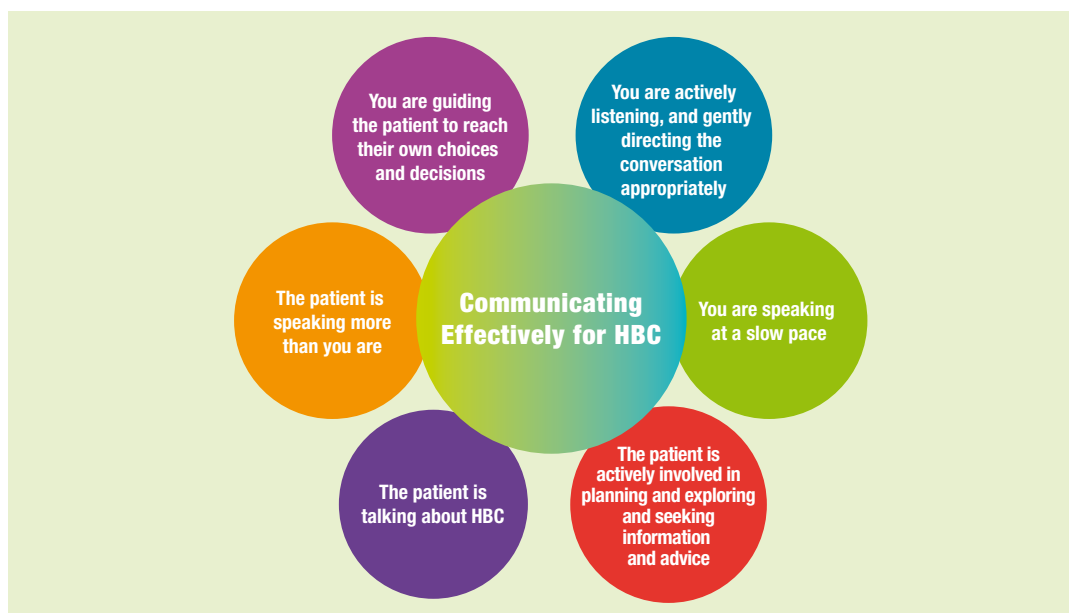 You are guiding
the patient to reach
their own choices
and decisions
You are actively
listening, and gently
directing the
conversation
appropriately
The patient is
speaking more
than you are
Communicating
Effectively for HBC
You are speaking
at a slow pace
The patient is
talking about HBC
The patient is
actively involved in
planning and exploring
and seeking
information
and advice